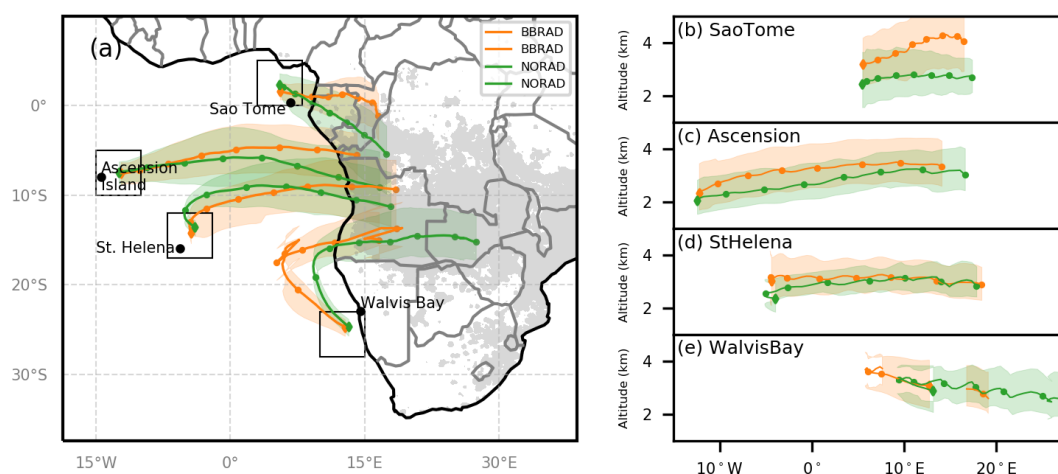 (a)
BBRAD
BBRAD
NORAD
NORAD
Sao Tome
Ascension
Island
St. Helena
Walvis Bay
0°
10°S
20°S
30°S
15°W
0°
15°E
30°E
(b) SaoTome
Altitude (km)
4
2
(c) Ascension
Altitude (km)
4
2
(d) StHelena
Altitude (km)
4
2
(e) WalvisBay
Altitude (km)
4
2
10°W
0°
10°E
20°E